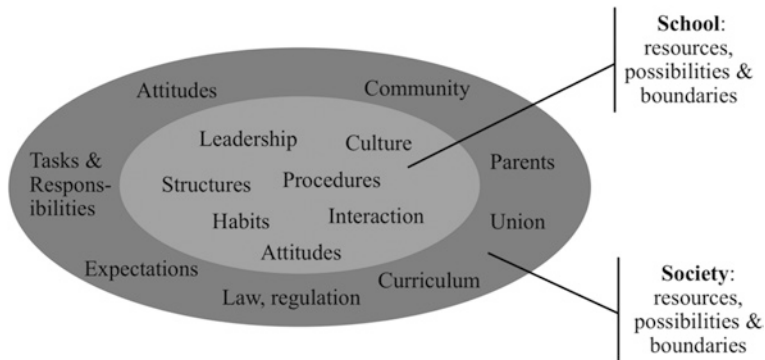 School:
resources,
possibilities &
boundaries
Attitudes
Community
Leadership
Culture
Tasks &
Respons-
ibilities
Parents
Structures
Procedures
Habits
Interaction
Union
Attitudes
Expectations
Curriculum
Law, regulation
Society:
resources,
possibilities &
boundaries